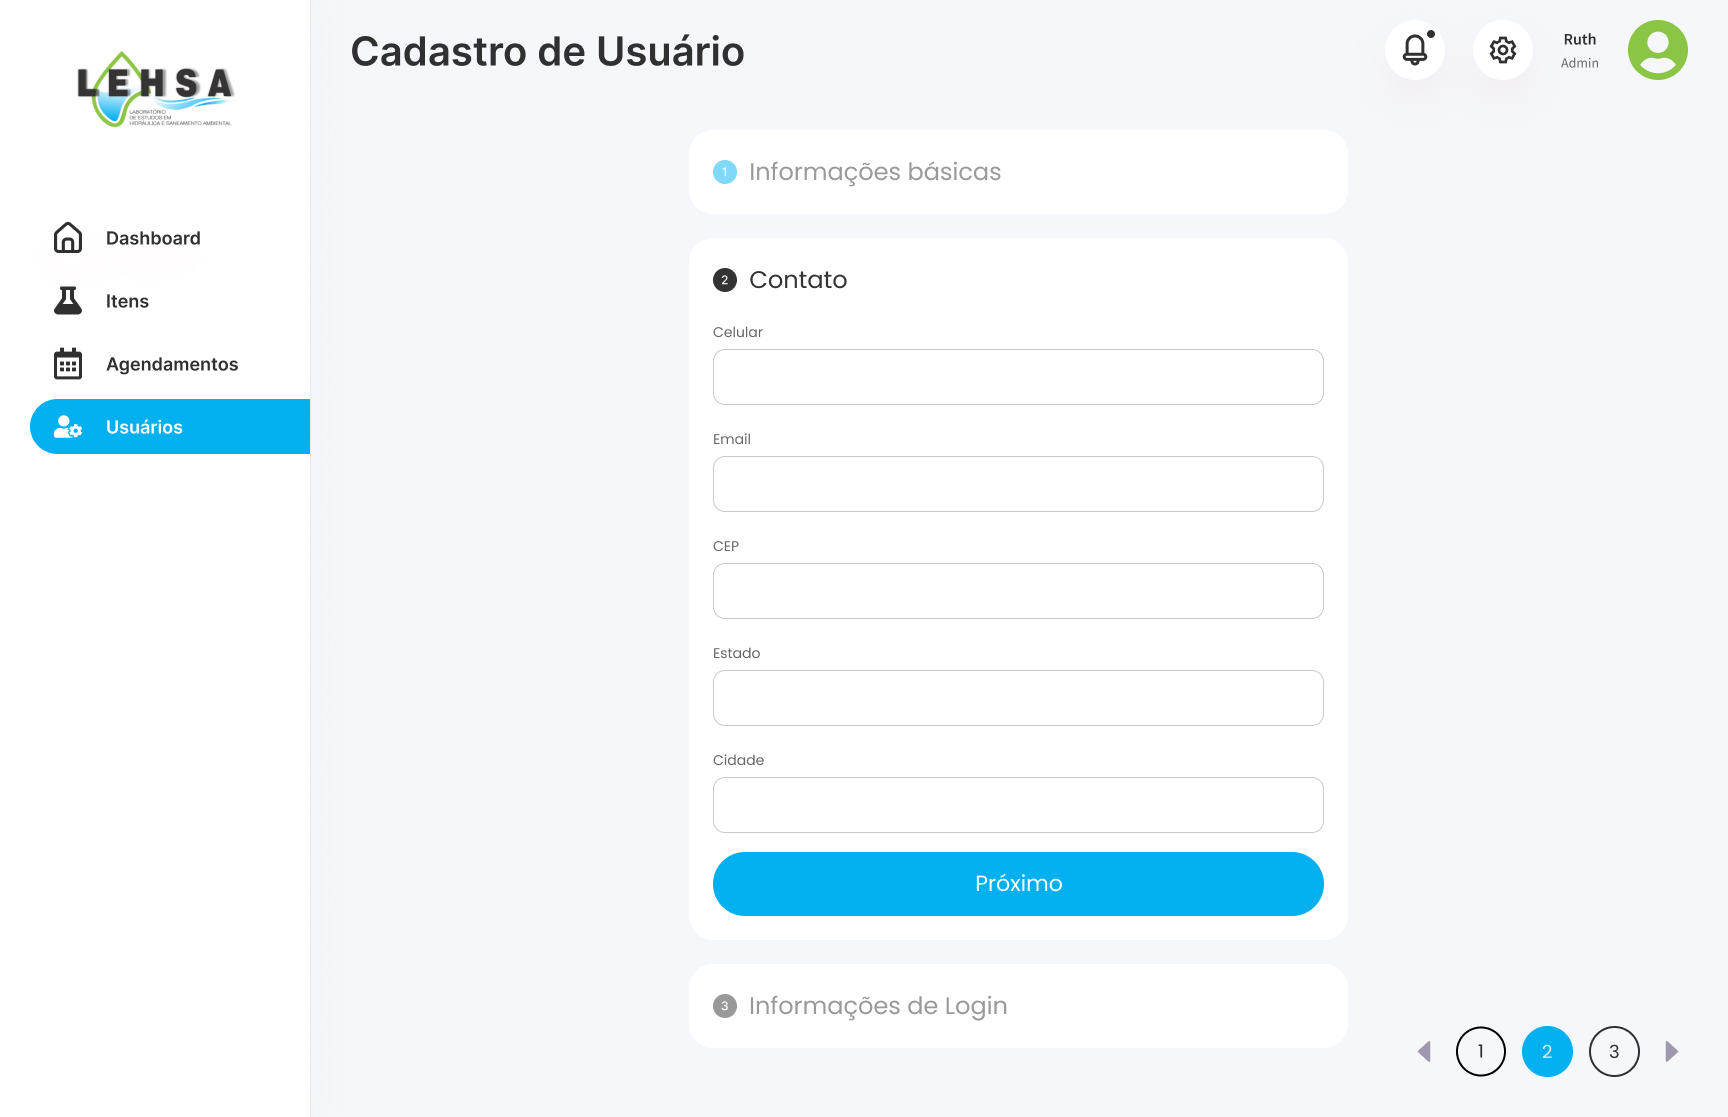 LEHSA
LABORATÓRIO
DE ESTUDOS EM
HIDRÁULICA E SANEAMENTO AMBIENTAL
Dashboard
Itens
Agendamentos
Usuários
Cadastro de Usuário
Ruth
Admin
1 Informações básicas
2 Contato
Celular
Email
CEP
Estado
Cidade
Próximo
3 Informações de Login
1 2 3